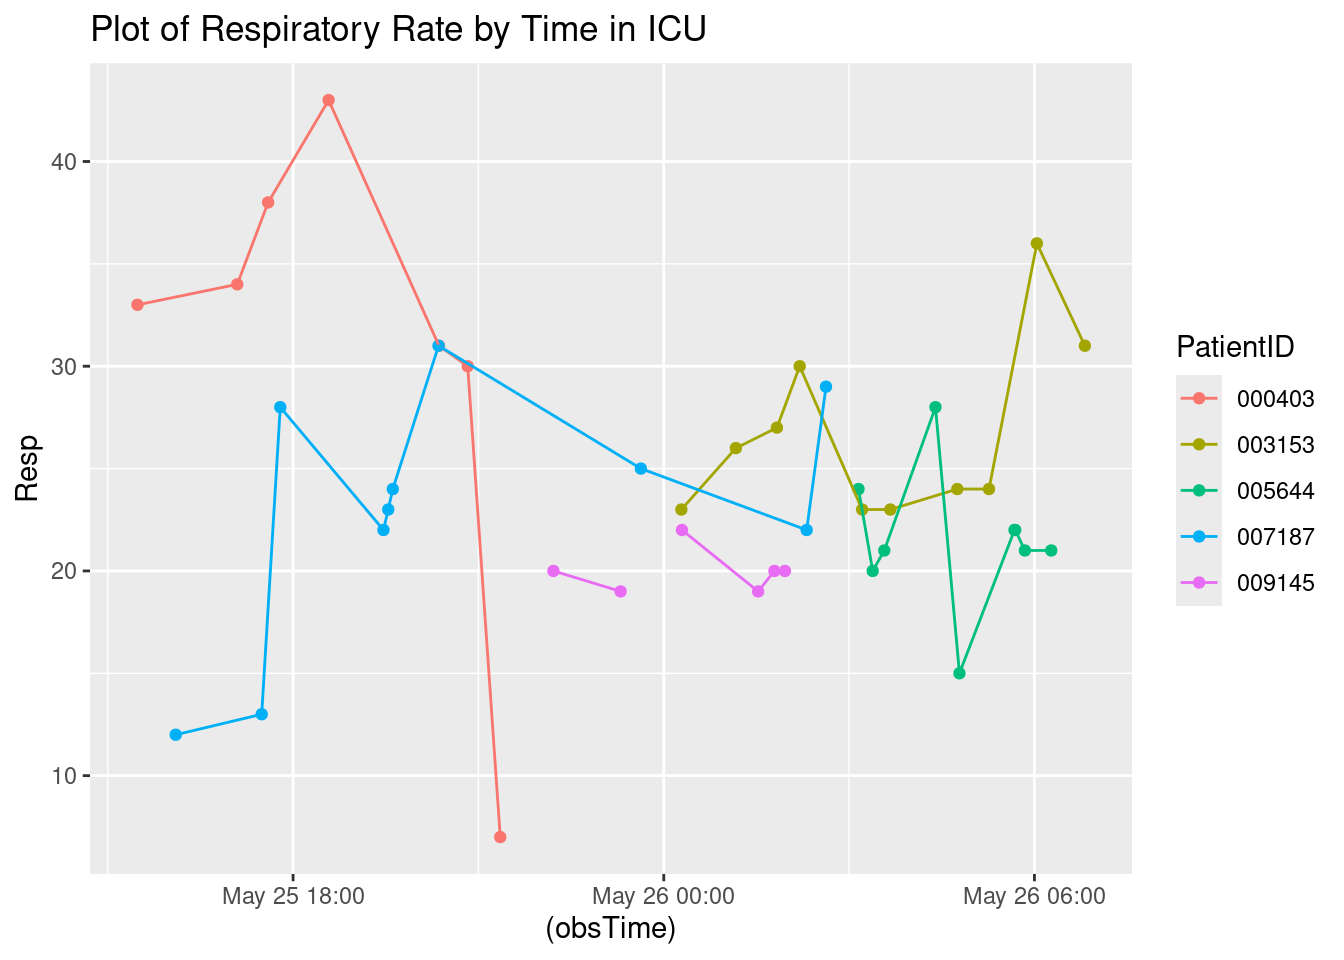 Plot of Respiratory Rate by Time in ICU
Resp
40
30
20
10
May 25 18:00
May 26 00:00
May 26 06:00
(obsTime)
PatientID
000403
003153
005644
007187
009145